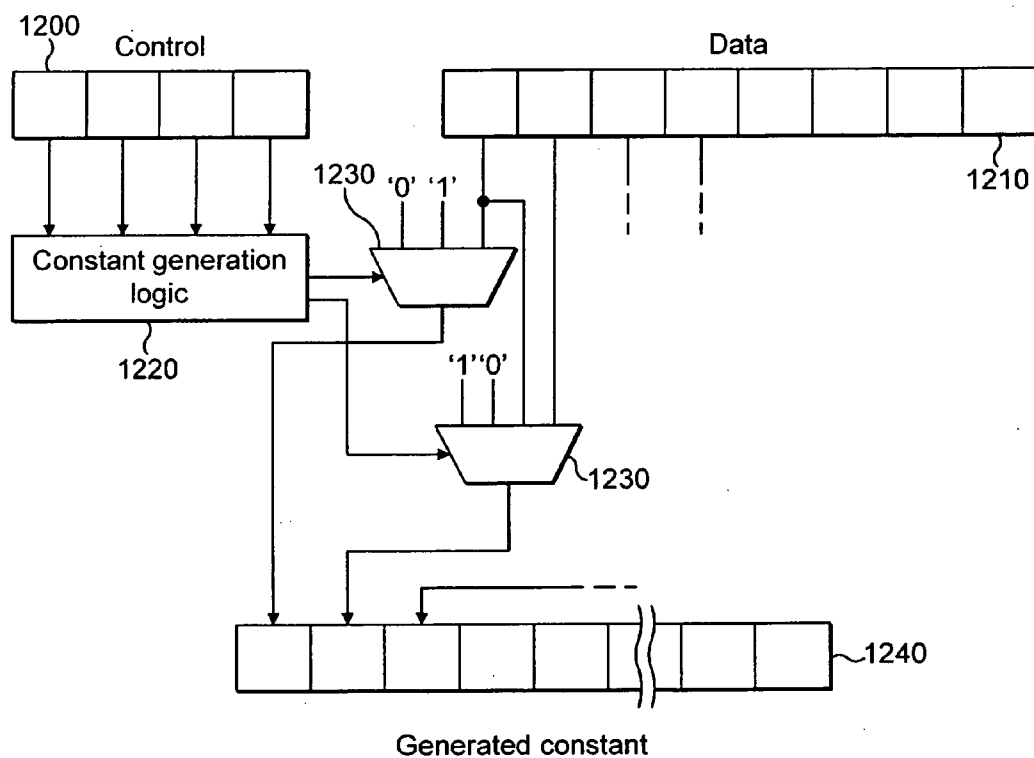 1200
Control
Data
1210
1230
'0' '1'
Constant generation
logic
1220
'1' '0'
1230
1240
Generated constant